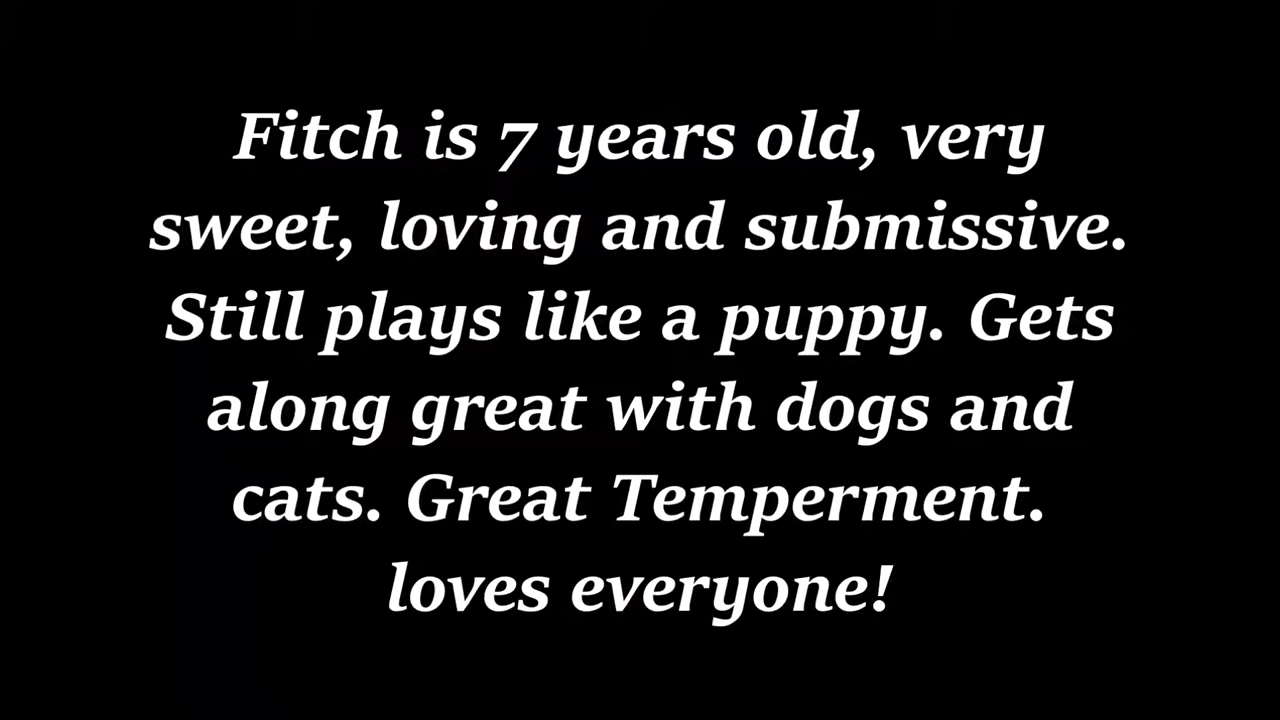 Fitch is 7 years old, very
sweet, loving and submissive.
Still plays like a puppy. Gets
along great with dogs and
cats. Great Temperment.
loves everyone!